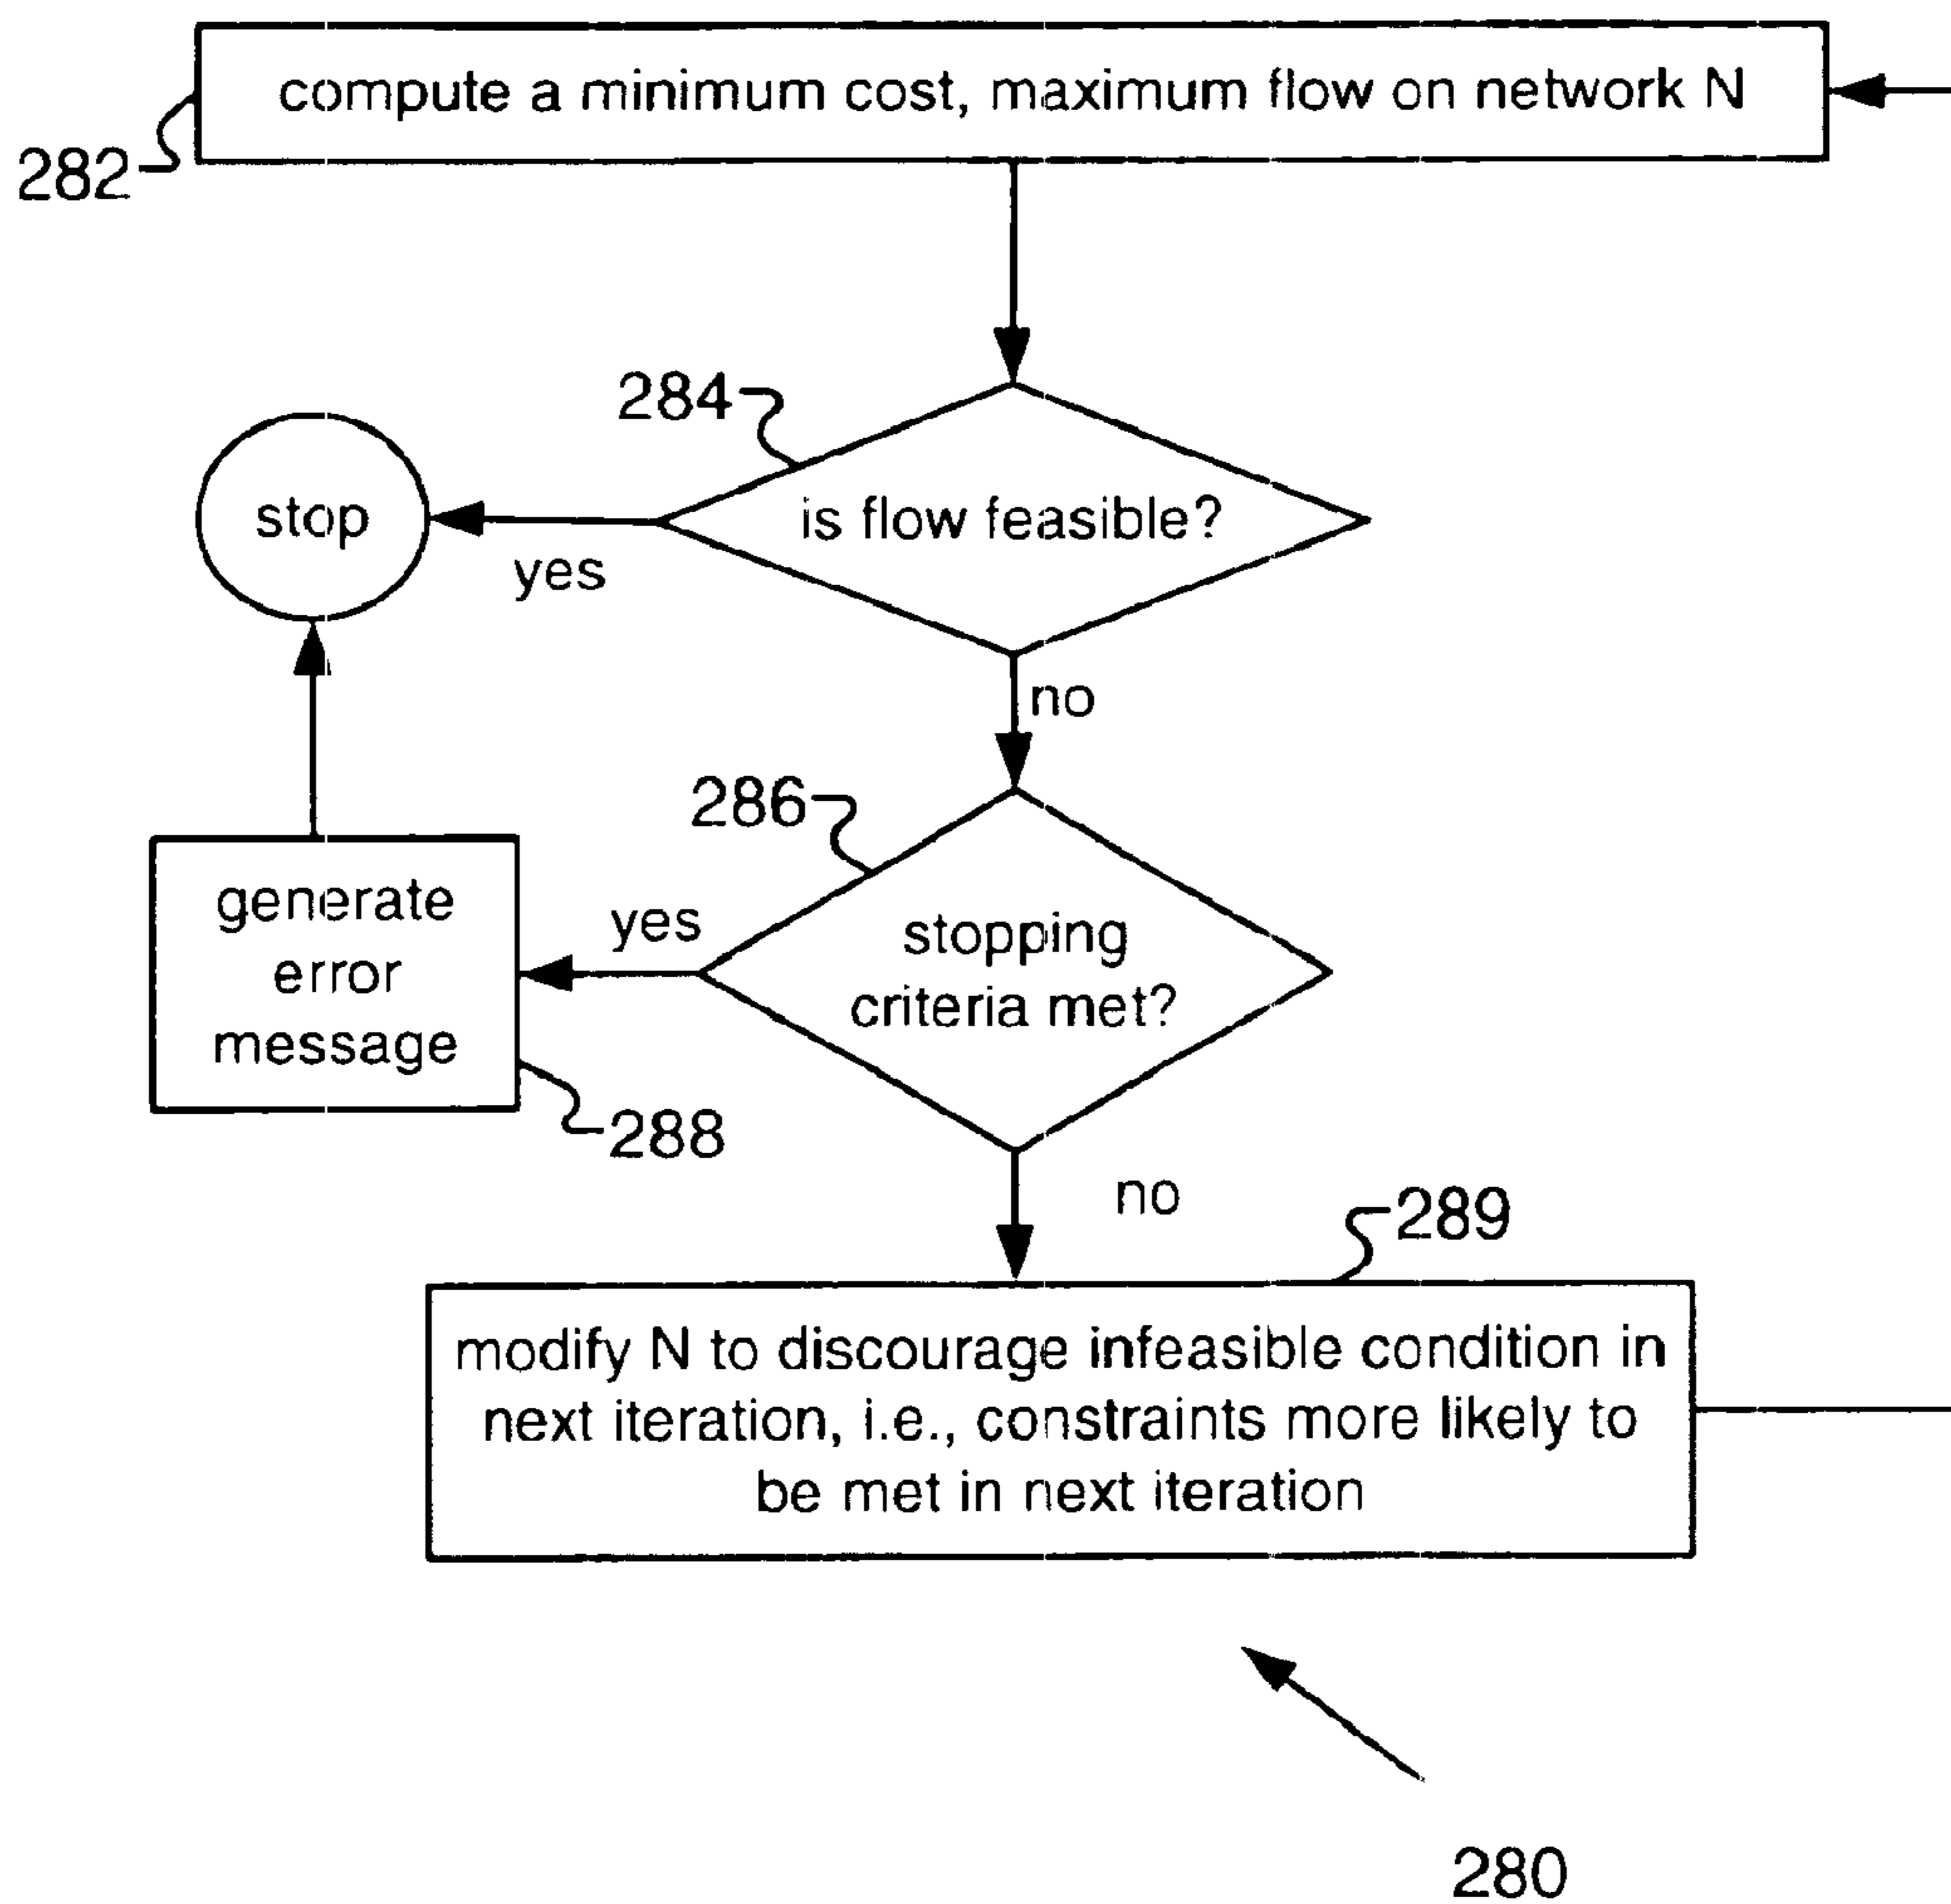 compute a minimum cost, maximum flow on network N
282
284
stop
is flow feasible?
yes
no
286
generate
error
message
yes
stopping
criteria met?
288
no
289
modify N to discourage infeasible condition in
next iteration, i.e., constraints more likely to
be met in next iteration
280